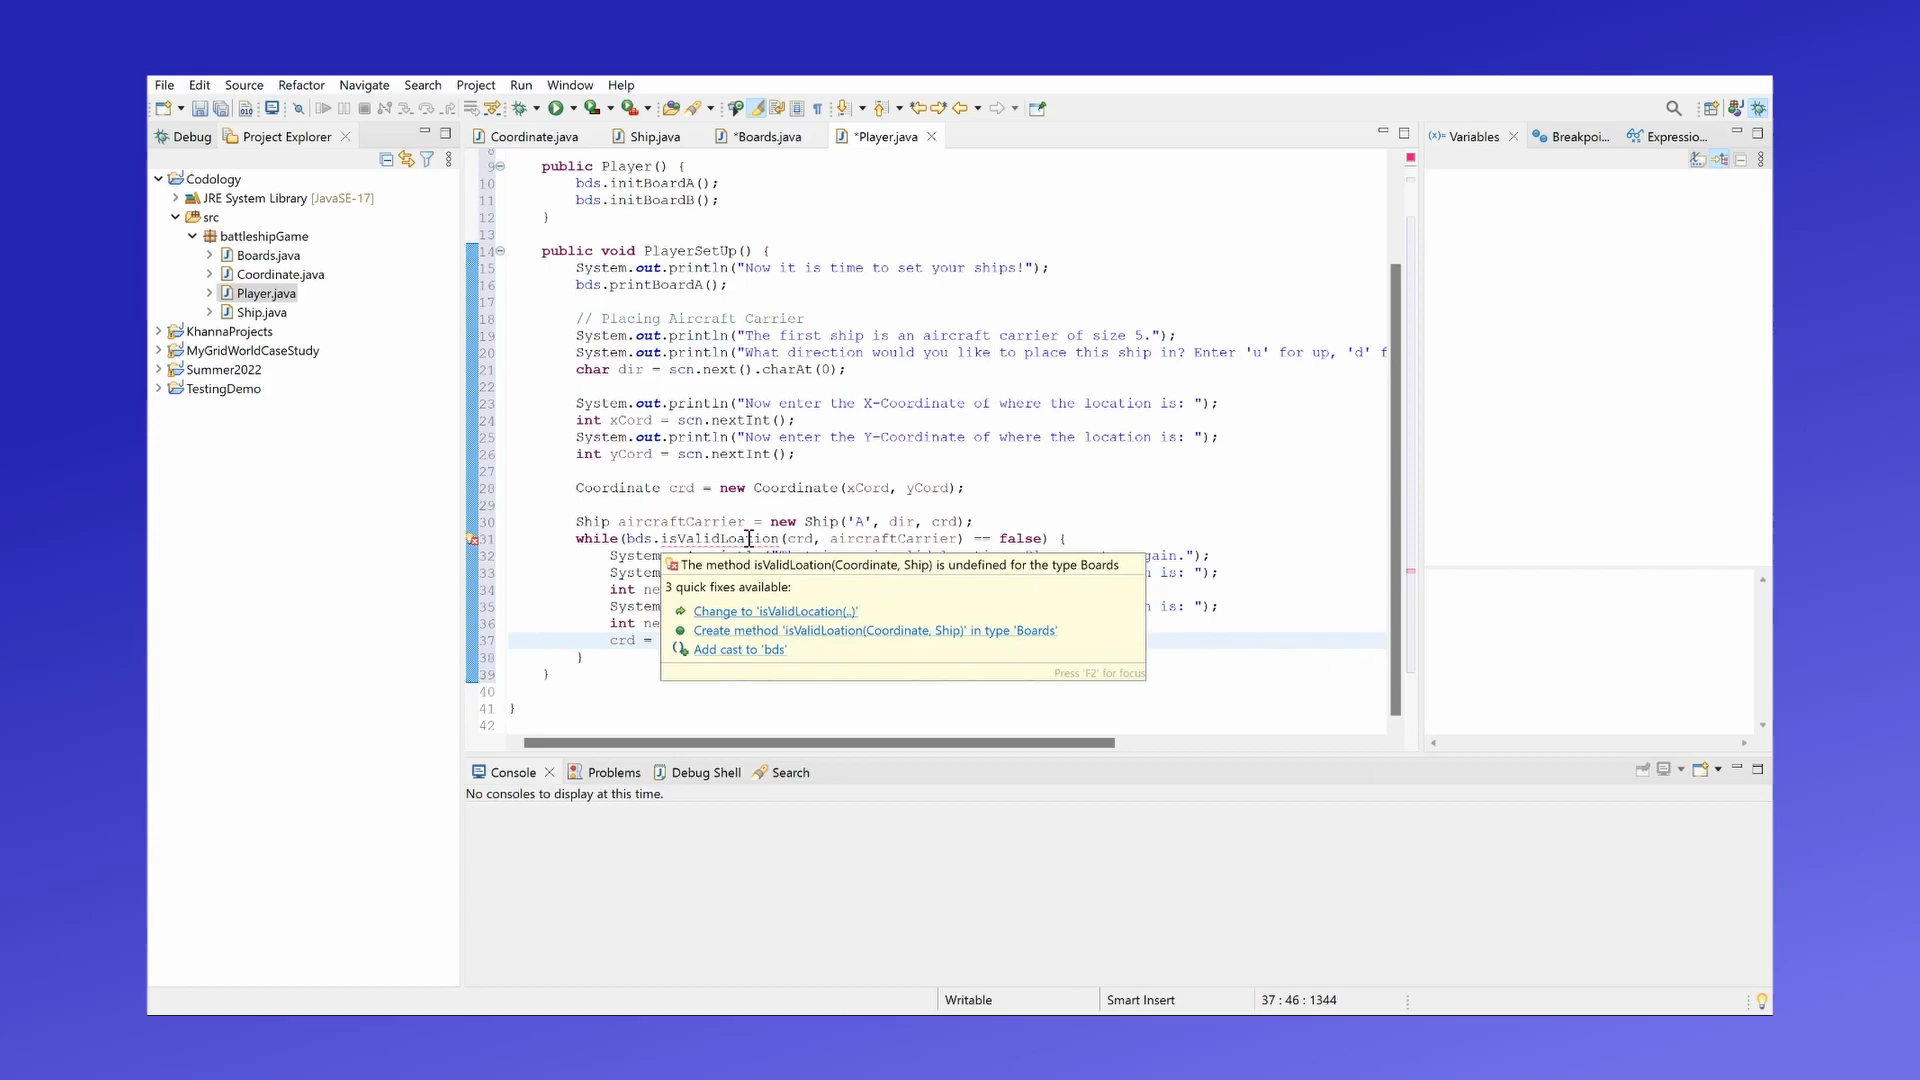 File Edit Source Refactor Navigate Search Project Run Window Help
Debug Project Explorer
Coordinate.java Ship.java *Boards.java *Player.java
(x)= Variables Breakpoi... Expressio...
Codology
JRE System Library [JavaSE-17]
src
battleshipGame
Boards.java
Coordinate.java
Player.java
Ship.java
KhannaProjects
MyGridWorldCaseStudy
Summer2022
TestingDemo
9 public Player() {
10 bds.initBoardA();
11 bds.initBoardB();
12 }
13
14 public void PlayerSetUp() {
15 System.out.println("Now it is time to set your ships!");
16 bds.printBoardA();
17
18 // Placing Aircraft Carrier
19 System.out.println("The first ship is an aircraft carrier of size 5.");
20 System.out.println("What direction would you like to place this ship in? Enter 'u' for up, 'd' f
21 char dir = scn.next().charAt(0);
22
23 System.out.println("Now enter the X-Coordinate of where the location is: ");
24 int xCord = scn.nextInt();
25 System.out.println("Now enter the Y-Coordinate of where the location is: ");
26 int yCord = scn.nextInt();
27
28 Coordinate crd = new Coordinate(xCord, yCord);
29
30 Ship aircraftCarrier = new Ship('A', dir, crd);
31 while(bds.isValidLoation(crd, aircraftCarrier) == false) {
32 System gain.");
33 System n is: ");
34 int ne
35 System n is: ");
36 int ne
37 crd =
38 }
39 }
40
41 }
42
The method isValidLoation(Coordinate, Ship) is undefined for the type Boards
3 quick fixes available:
Change to 'isValidLocation(..)'
Create method 'isValidLoation(Coordinate, Ship)' in type 'Boards'
Add cast to 'bds'
Press 'F2' for focus
Console Problems Debug Shell Search
No consoles to display at this time.
Writable Smart Insert 37 : 46 : 1344